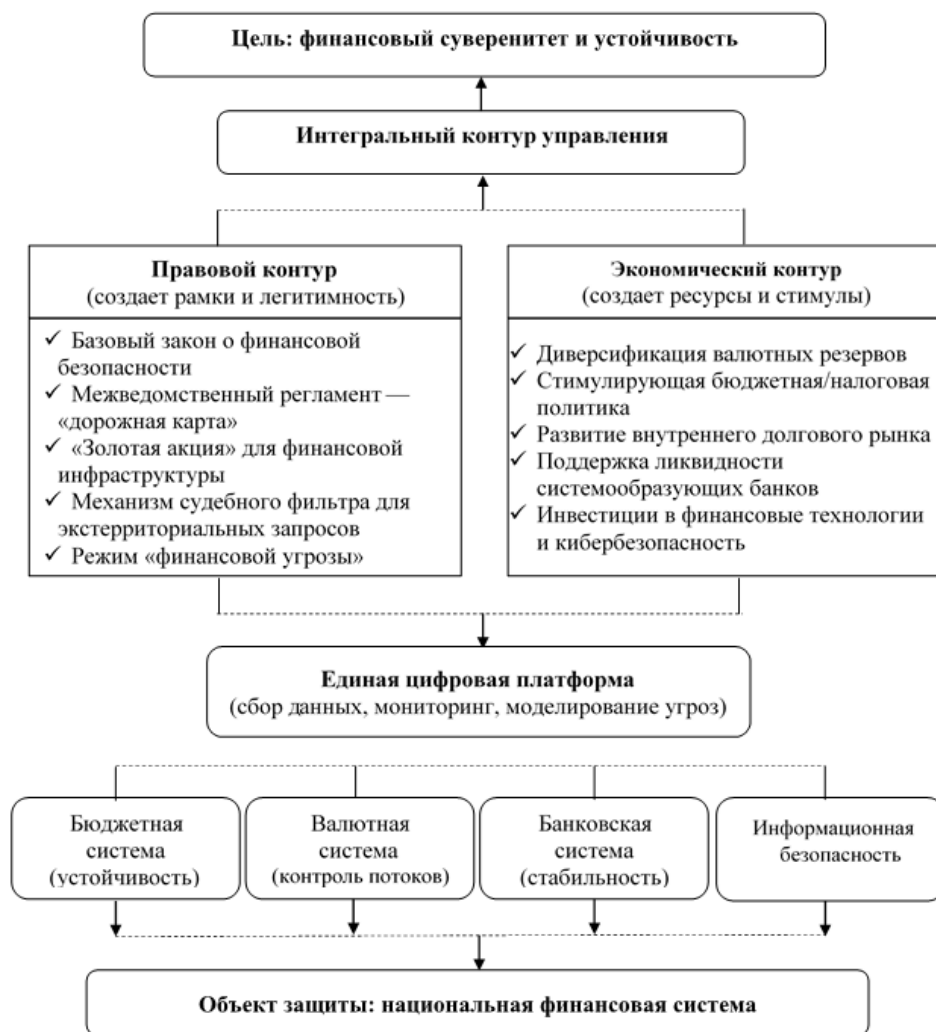 Цель: финансовый суверенитет и устойчивость
Интегральный контур управления
Правовой контур
(создает рамки и легитимность)
✓ Базовый закон о финансовой
безопасности
✓ Межведомственный регламент —
«дорожная карта»
✓ «Золотая акция» для финансовой
инфраструктуры
✓ Механизм судебного фильтра для
экстерриториальных запросов
✓ Режим «финансовой угрозы»
Экономический контур
(создает ресурсы и стимулы)
✓ Диверсификация валютных резервов
✓ Стимулирующая бюджетная/налоговая
политика
✓ Развитие внутреннего долгового рынка
✓ Поддержка ликвидности
системообразующих банков
✓ Инвестиции в финансовые технологии
и кибербезопасность
Единая цифровая платформа
(сбор данных, мониторинг, моделирование угроз)
Бюджетная
система
(устойчивость)
Валютная
система
(контроль потоков)
Банковская
система
(стабильность)
Информационная
безопасность
Объект защиты: национальная финансовая система